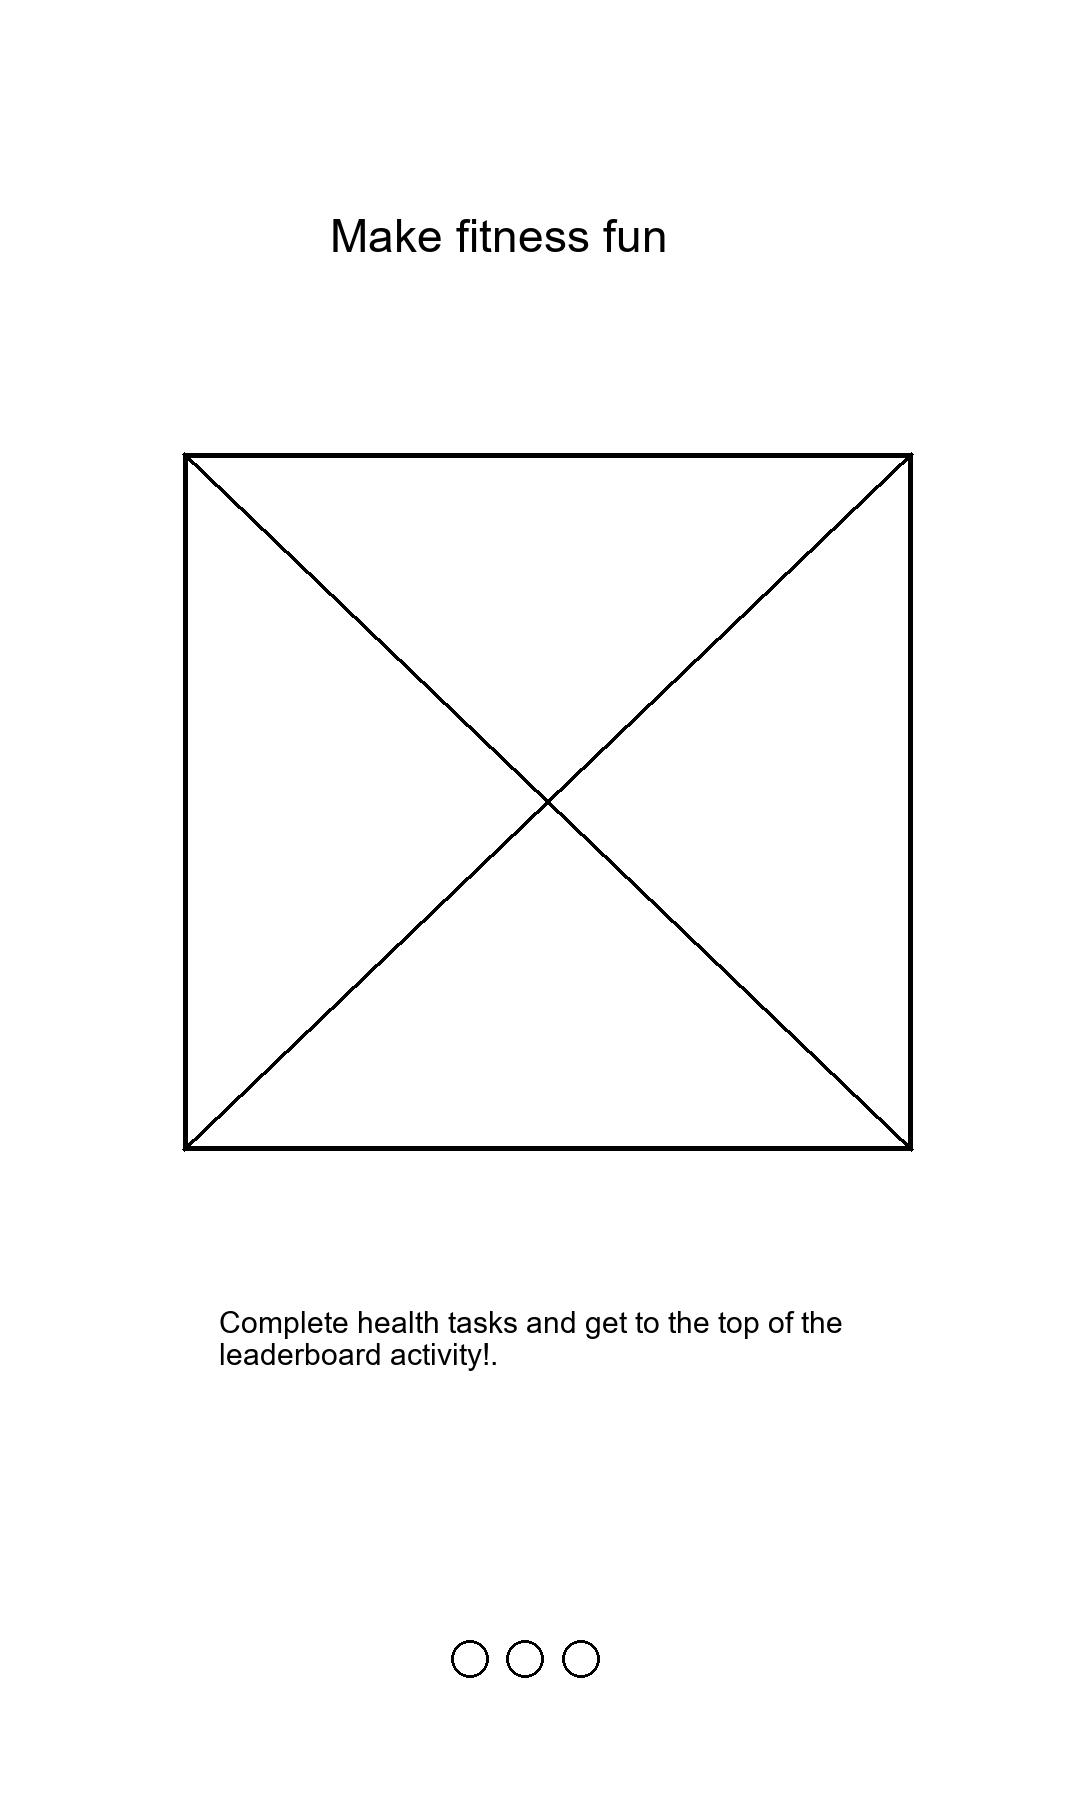 Make fitness fun
Complete health tasks and get to the top of the
leaderboard activity!.